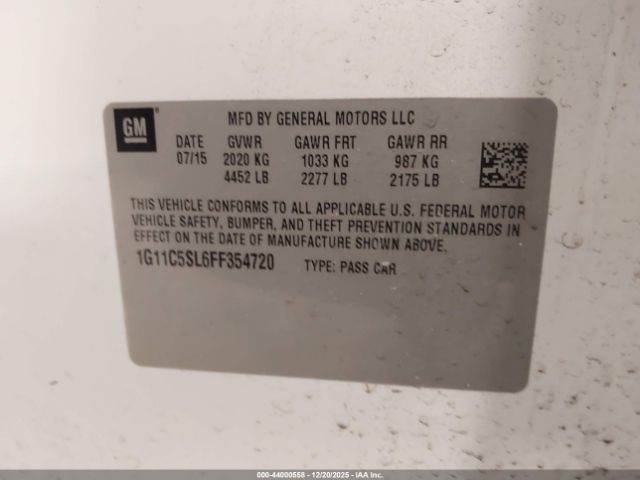 GM
MFD BY GENERAL MOTORS LLC
DATE GVWR GAWR FRT GAWR RR
07/15 2020 KG 1033 KG 987 KG
4452 LB 2277 LB 2175 LB
THIS VEHICLE CONFORMS TO ALL APPLICABLE U.S. FEDERAL MOTOR
VEHICLE SAFETY, BUMPER, AND THEFT PREVENTION STANDARDS IN
EFFECT ON THE DATE OF MANUFACTURE SHOWN ABOVE.
1G11C5SL6FF354720 TYPE: PASS CAR
000-44000558 - 12/20/2025 - IAA Inc.